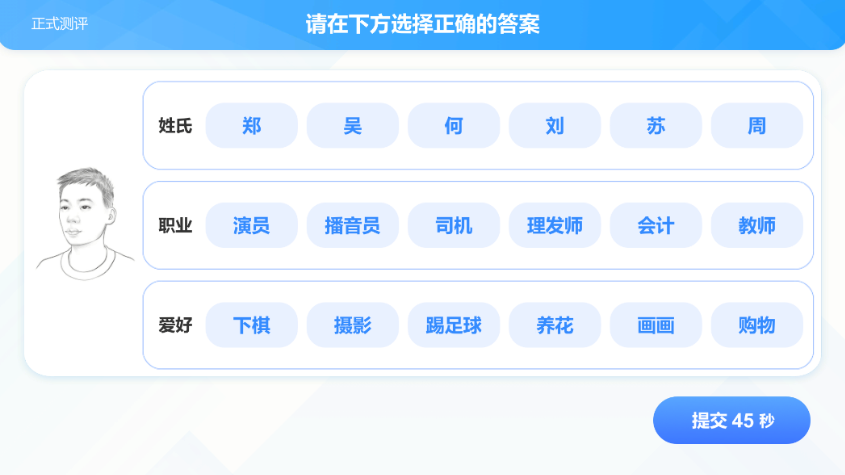 正式测评
请在下方选择正确的答案
姓氏 郑 吴 何 刘 苏 周
职业 演员 播音员 司机 理发师 会计 教师
爱好 下棋 摄影 踢足球 养花 画画 购物
提交 45 秒